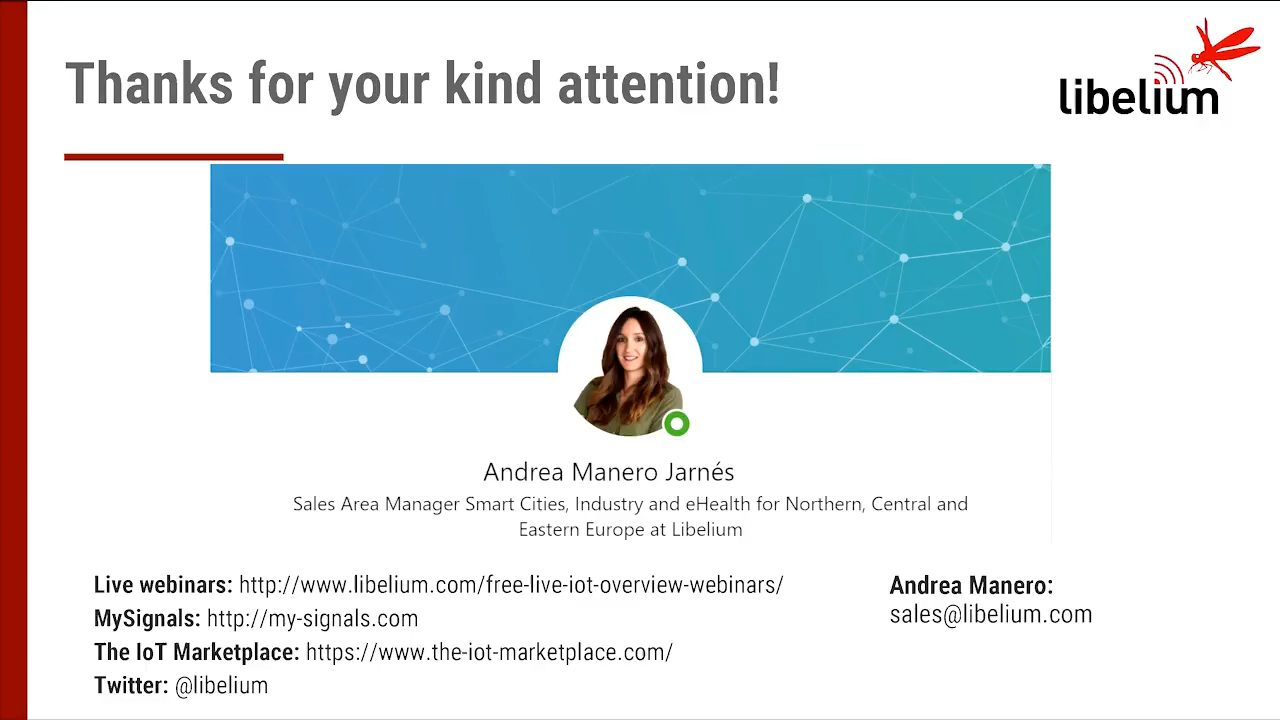 Thanks for your kind attention!
libelium
Andrea Manero Jarnés
Sales Area Manager Smart Cities, Industry and eHealth for Northern, Central and
Eastern Europe at Libelium
Live webinars: http://www.libelium.com/free-live-iot-overview-webinars/
MySignals: http://my-signals.com
The IoT Marketplace: https://www.the-iot-marketplace.com/
Twitter: @libelium
Andrea Manero:
sales@libelium.com